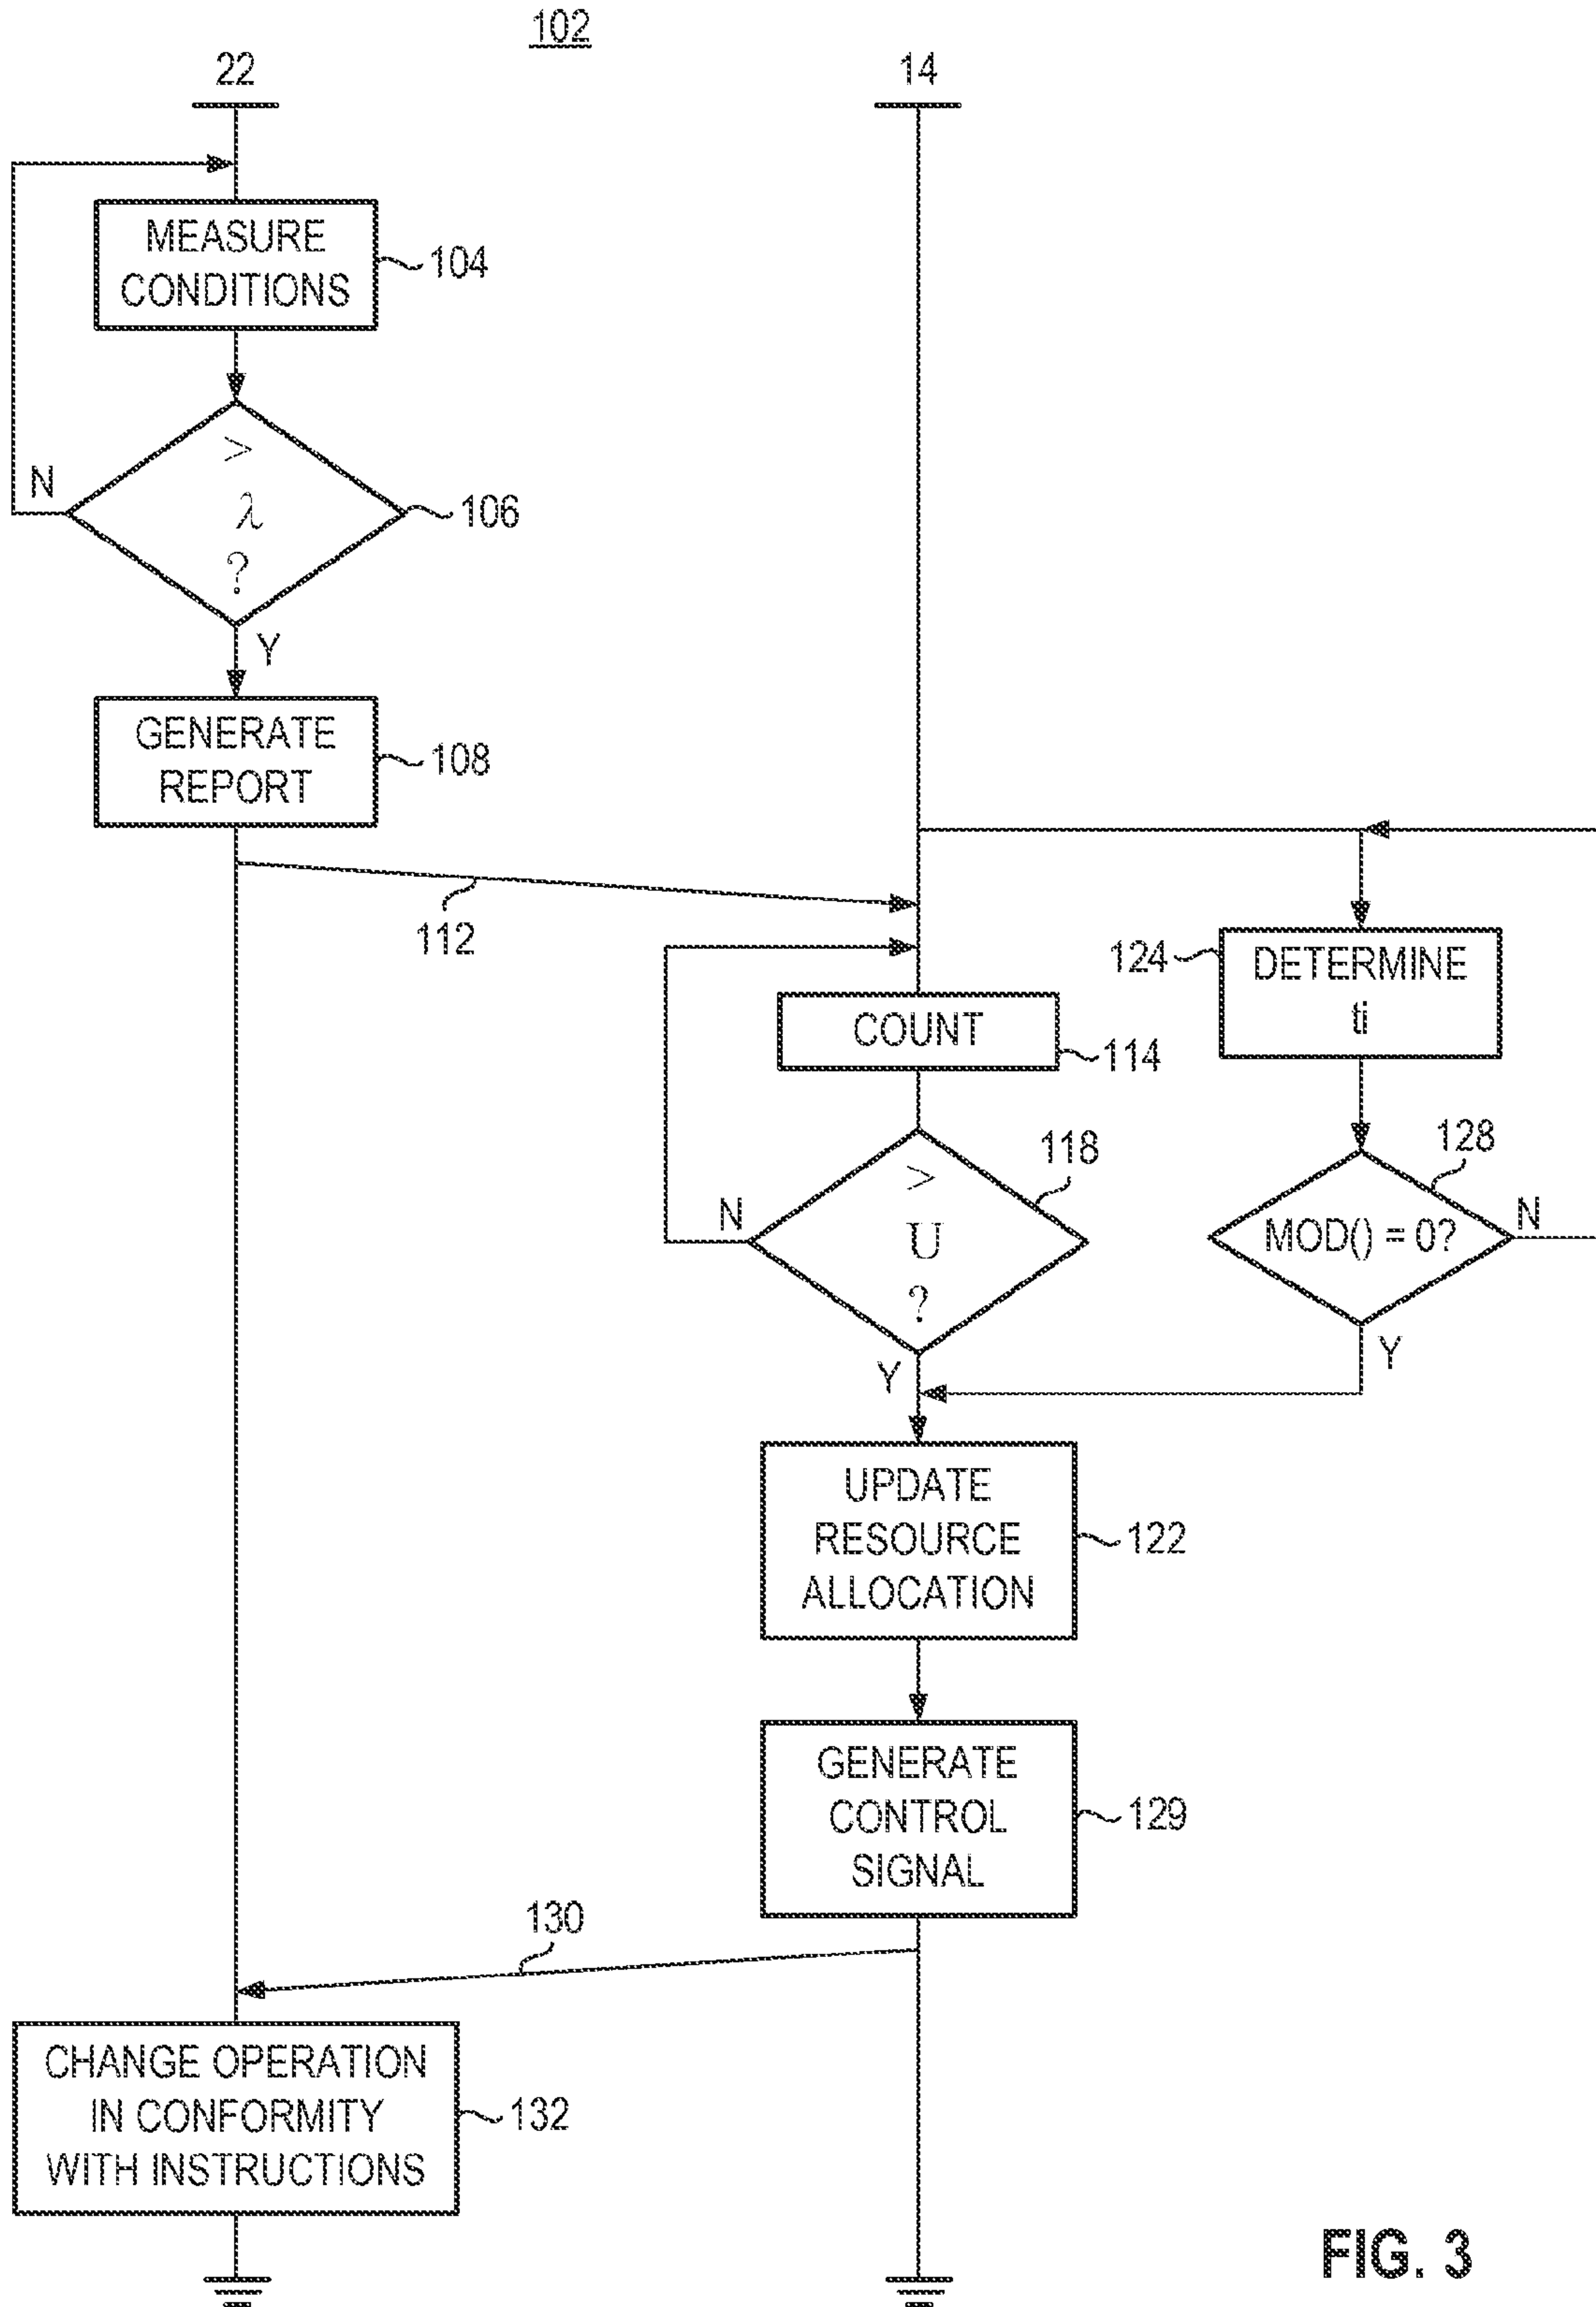 102
22
14
MEASURE
CONDITIONS
104
>
λ
?
106
N
Y
GENERATE
REPORT
108
112
124
DETERMINE
ti
COUNT
114
118
>
U
?
N
Y
128
MOD() = 0?
N
Y
UPDATE
RESOURCE
ALLOCATION
122
GENERATE
CONTROL
SIGNAL
129
130
CHANGE OPERATION
IN CONFORMITY
WITH INSTRUCTIONS
132
FIG. 3